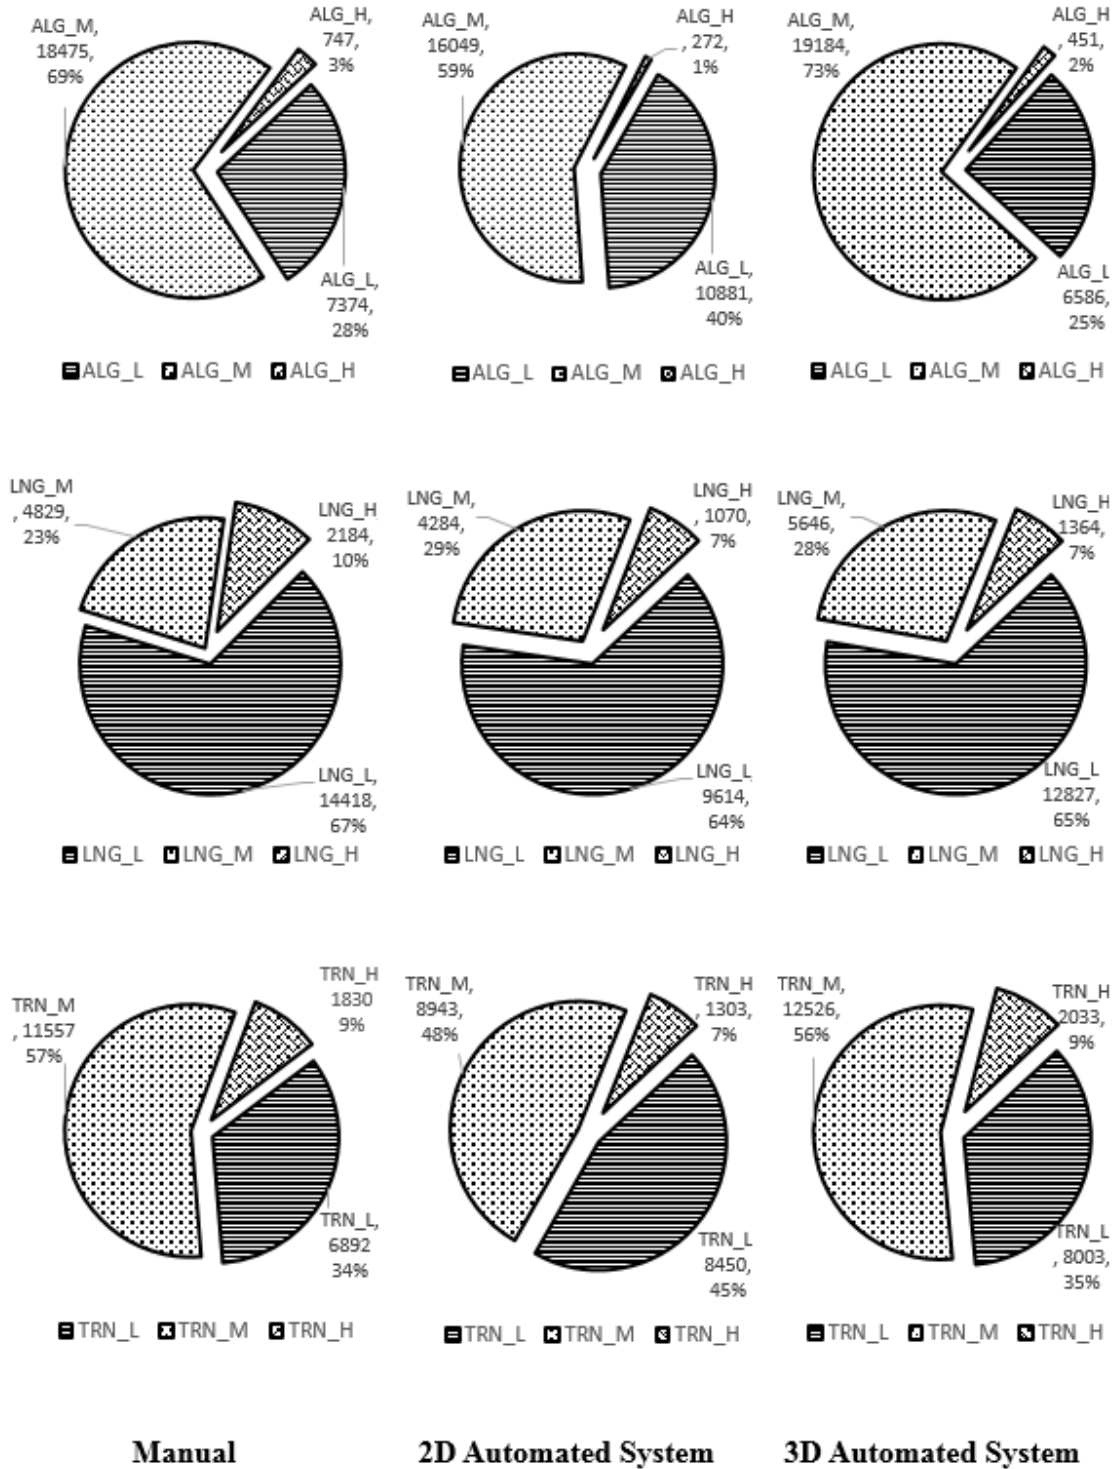 ALG_M,
18475,
69%
ALG_H,
747,
3%
ALG_L,
7374,
28%
ALG_L ALG_M ALG_H
ALG_M,
16049,
59%
ALG_H
, 272,
1%
ALG_L,
10881,
40%
ALG_L ALG_M ALG_H
ALG_M,
19184,
73%
ALG_H
, 451,
2%
ALG_L
6586,
25%
ALG_L ALG_M ALG_H
LNG_M
, 4829,
23%
LNG_H
2184,
10%
LNG_L,
14418,
67%
LNG_L LNG_M LNG_H
LNG_M,
4284,
29%
LNG_H
, 1070,
7%
LNG_L
9614,
64%
LNG_L LNG_M LNG_H
LNG_M,
5646,
28%
LNG_H
1364,
7%
LNG_L
12827,
65%
LNG_L LNG_M LNG_H
TRN_M
, 11557
57%
TRN_H
1830
9%
TRN_L,
6892
34%
TRN_L TRN_M TRN_H
TRN_M,
8943,
48%
TRN_H
, 1303,
7%
TRN_L
8450,
45%
TRN_L TRN_M TRN_H
TRN_M,
12526,
56%
TRN_H
2033,
9%
TRN_L
, 8003,
35%
TRN_L TRN_M TRN_H
Manual
2D Automated System
3D Automated System